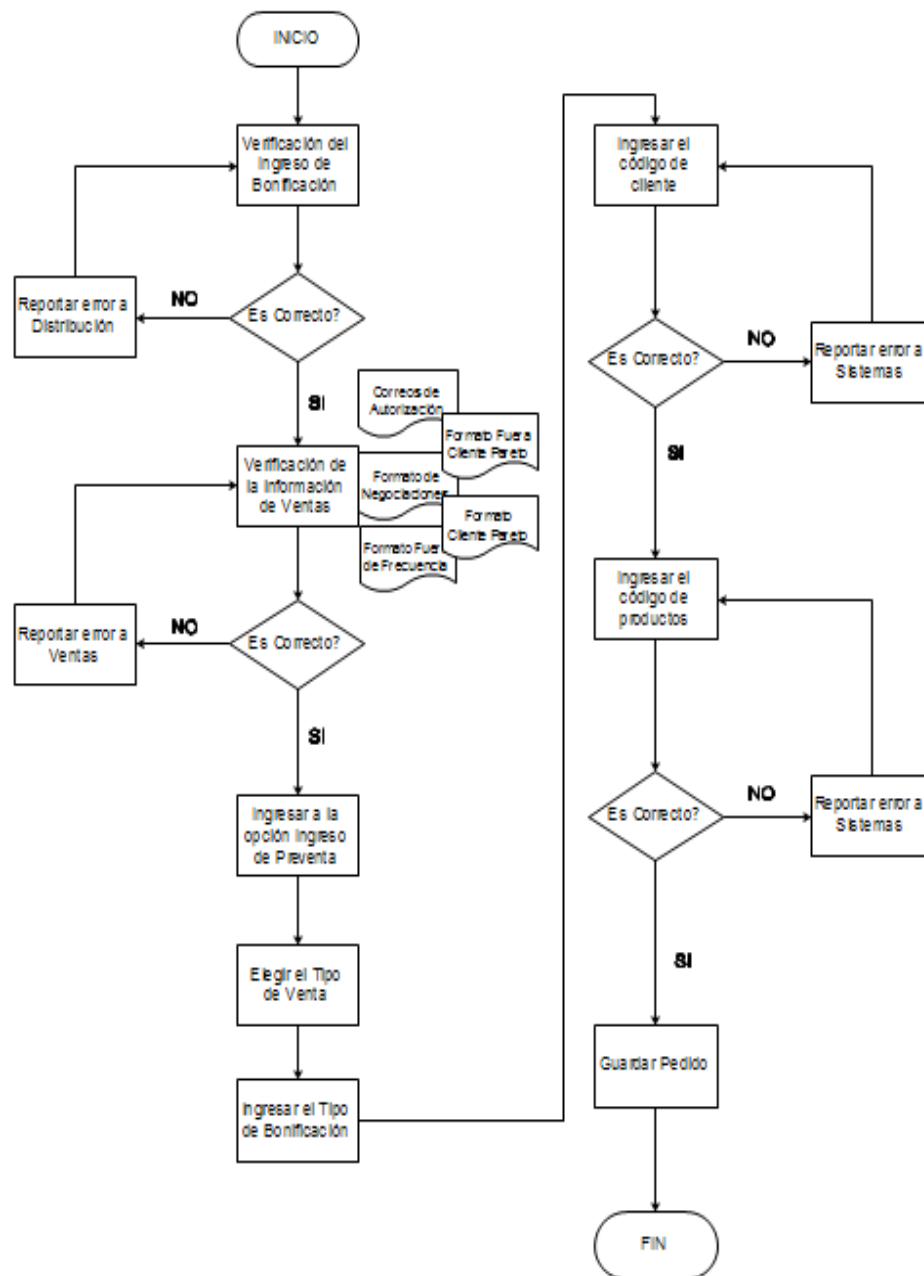 INICIO
Verificación del
Ingreso de
Bonificación
Es Correcto?
NO
Reportar error a
Distribución
SI
Correos de
Autorización
Formato Fuera
Cliente Pareto
Verificación de
la Información
de Ventas
Formato de
Negociaciones
Formato
Cliente Pareto
Formato Fuera
de Frecuencia
Es Correcto?
NO
Reportar error a
Ventas
SI
Ingresar a la
opción Ingreso
de Preventa
Elegir el Tipo
de Venta
Ingresar el Tipo
de Bonificación
Ingresar el
código de
cliente
Es Correcto?
NO
Reportar error a
Sistemas
SI
Ingresar el
código de
productos
Es Correcto?
NO
Reportar error a
Sistemas
SI
Guardar Pedido
FIN